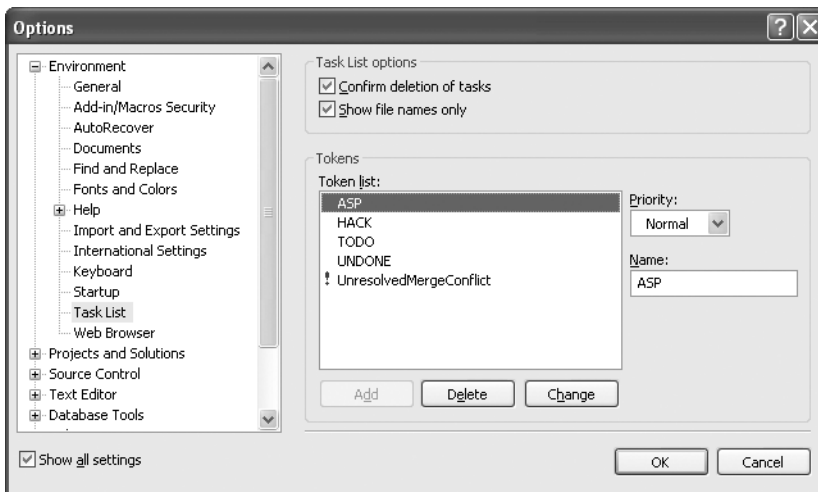 Options
Environment
General
Add-in/Macros Security
AutoRecover
Documents
Find and Replace
Fonts and Colors
Help
Import and Export Settings
International Settings
Keyboard
Startup
Task List
Web Browser
Projects and Solutions
Source Control
Text Editor
Database Tools
Show all settings
Task List options
Confirm deletion of tasks
Show file names only
Tokens
Token list:
ASP
HACK
TODO
UNDONE
! UnresolvedMergeConflict
Priority:
Normal
Name:
ASP
Add
Delete
Change
OK
Cancel